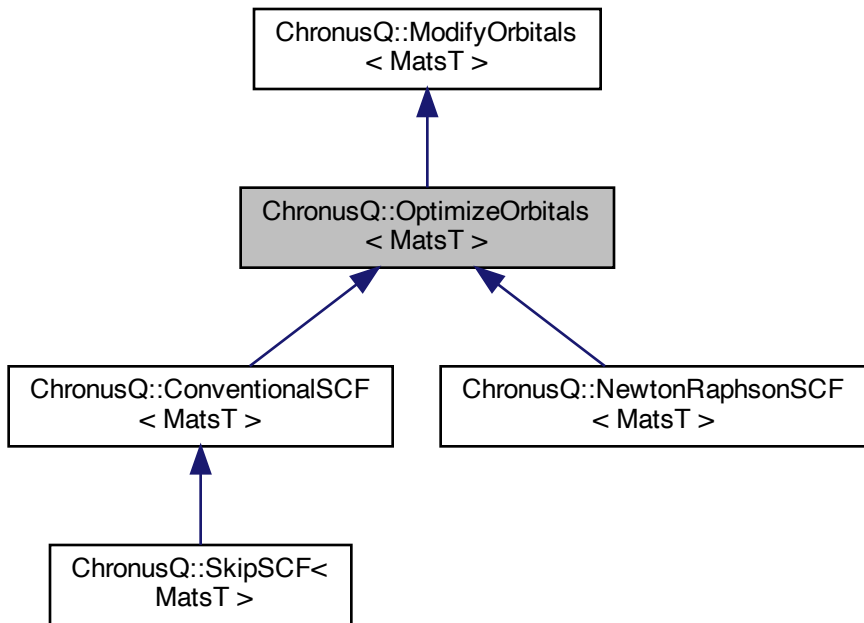 ChronusQ::ModifyOrbitals
< MatsT >
ChronusQ::OptimizeOrbitals
< MatsT >
ChronusQ::ConventionalSCF
< MatsT >
ChronusQ::NewtonRaphsonSCF
< MatsT >
ChronusQ::SkipSCF<
MatsT >